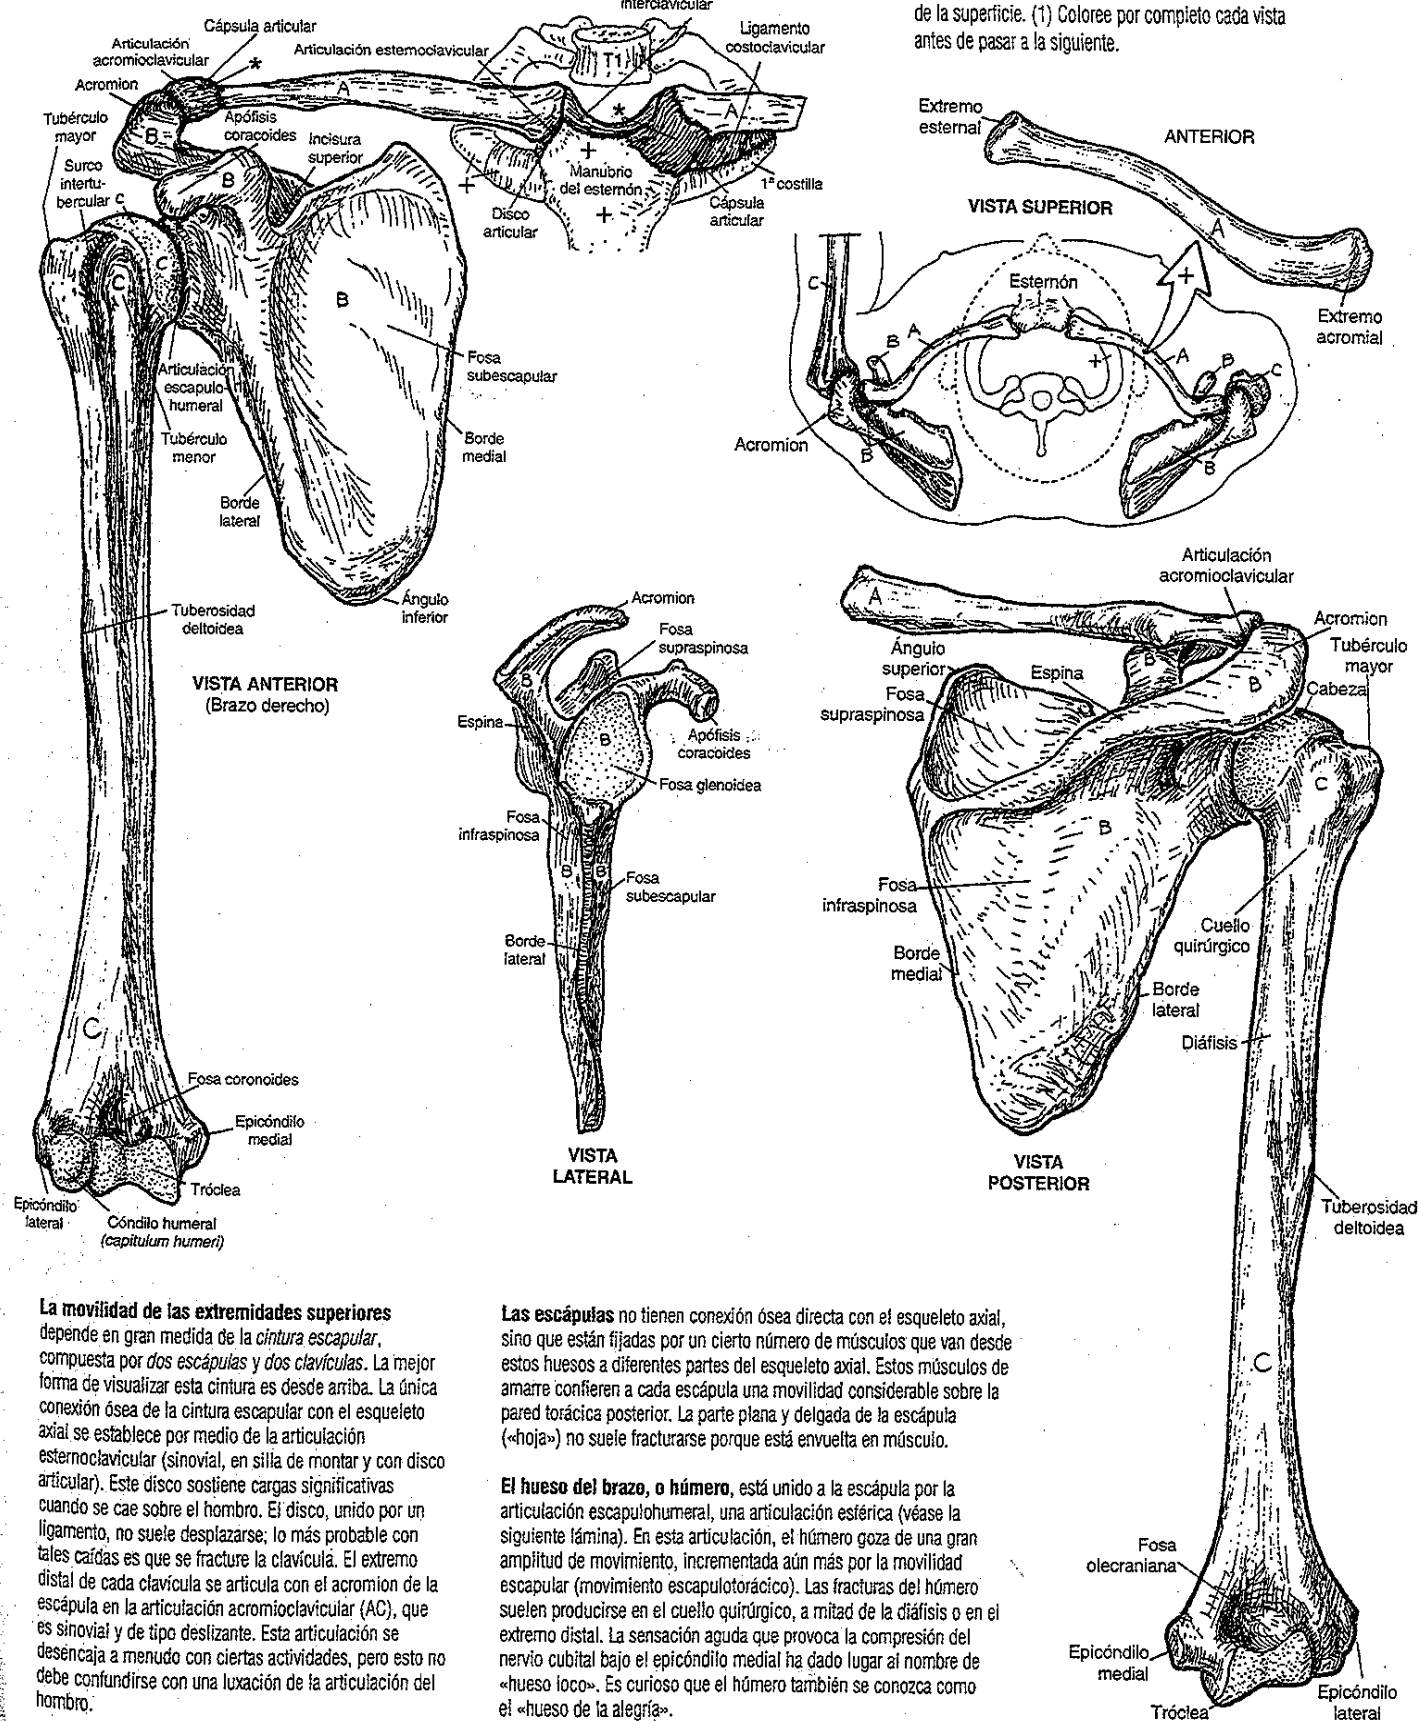 interclavicular
de la superficie. (1) Coloree por completo cada vista
antes de pasar a la siguiente.
Cápsula articular
Articulación
acromioclavicular
*
Acromion
Articulación esternoclavicular
T1
Ligamento
costoclavicular
A
*
A
Tubérculo
mayor
B
Apófisis
coracoides
Incisura
superior
Surco
intertu-
bercular
C
B
+
+
Manubrio
del esternón
+
1ª costilla
Disco
articular
Cápsula
articular
C
C
B
Fosa
subescapular
Articulación
escapulo-
humeral
Tubérculo
menor
Borde
medial
Borde
lateral
Ángulo
inferior
Tuberosidad
deltoidea
VISTA ANTERIOR
(Brazo derecho)
C
Fosa coronoides
Epicóndilo
medial
Tróclea
Epicóndilo
lateral
Cóndilo humeral
(capitulum humeri)
Extremo
esternal
ANTERIOR
VISTA SUPERIOR
A
+
Extremo
acromial
C
Esternón
B
A
+
A
B
C
Acromion
B
B
Acromion
Fosa
supraspinosa
B
Espina
B
Apófisis
coracoides
Fosa glenoidea
Fosa
infraspinosa
B
B
Fosa
subescapular
Borde
lateral
VISTA
LATERAL
Articulación
acromioclavicular
A
Acromion
Tubérculo
mayor
Ángulo
superior
Espina
B
B
Cabeza
Fosa
supraspinosa
C
B
Fosa
infraspinosa
Cuello
quirúrgico
Borde
medial
Borde
lateral
Diáfisis
VISTA
POSTERIOR
Tuberosidad
deltoidea
C
Fosa
olecraniana
Epicóndilo
medial
Tróclea
Epicóndilo
lateral
La movilidad de las extremidades superiores
depende en gran medida de la cintura escapular,
compuesta por dos escápulas y dos clavículas. La mejor
forma de visualizar esta cintura es desde arriba. La única
conexión ósea de la cintura escapular con el esqueleto
axial se establece por medio de la articulación
esternoclavicular (sinovial, en silla de montar y con disco
articular). Este disco sostiene cargas significativas
cuando se cae sobre el hombro. El disco, unido por un
ligamento, no suele desplazarse; lo más probable con
tales caídas es que se fracture la clavícula. El extremo
distal de cada clavícula se articula con el acromion de la
escápula en la articulación acromioclavicular (AC), que
es sinovial y de tipo deslizante. Esta articulación se
desencaja a menudo con ciertas actividades, pero esto no
debe confundirse con una luxación de la articulación del
hombro.
Las escápulas no tienen conexión ósea directa con el esqueleto axial,
sino que están fijadas por un cierto número de músculos que van desde
estos huesos a diferentes partes del esqueleto axial. Estos músculos de
amarre confieren a cada escápula una movilidad considerable sobre la
pared torácica posterior. La parte plana y delgada de la escápula
(«hoja») no suele fracturarse porque está envuelta en músculo.
El hueso del brazo, o húmero, está unido a la escápula por la
articulación escapulohumeral, una articulación esférica (véase la
siguiente lámina). En esta articulación, el húmero goza de una gran
amplitud de movimiento, incrementada aún más por la movilidad
escapular (movimiento escapulotorácico). Las fracturas del húmero
suelen producirse en el cuello quirúrgico, a mitad de la diáfisis o en el
extremo distal. La sensación aguda que provoca la compresión del
nervio cubital bajo el epicóndilo medial ha dado lugar al nombre de
«hueso loco». Es curioso que el húmero también se conozca como
el «hueso de la alegría».